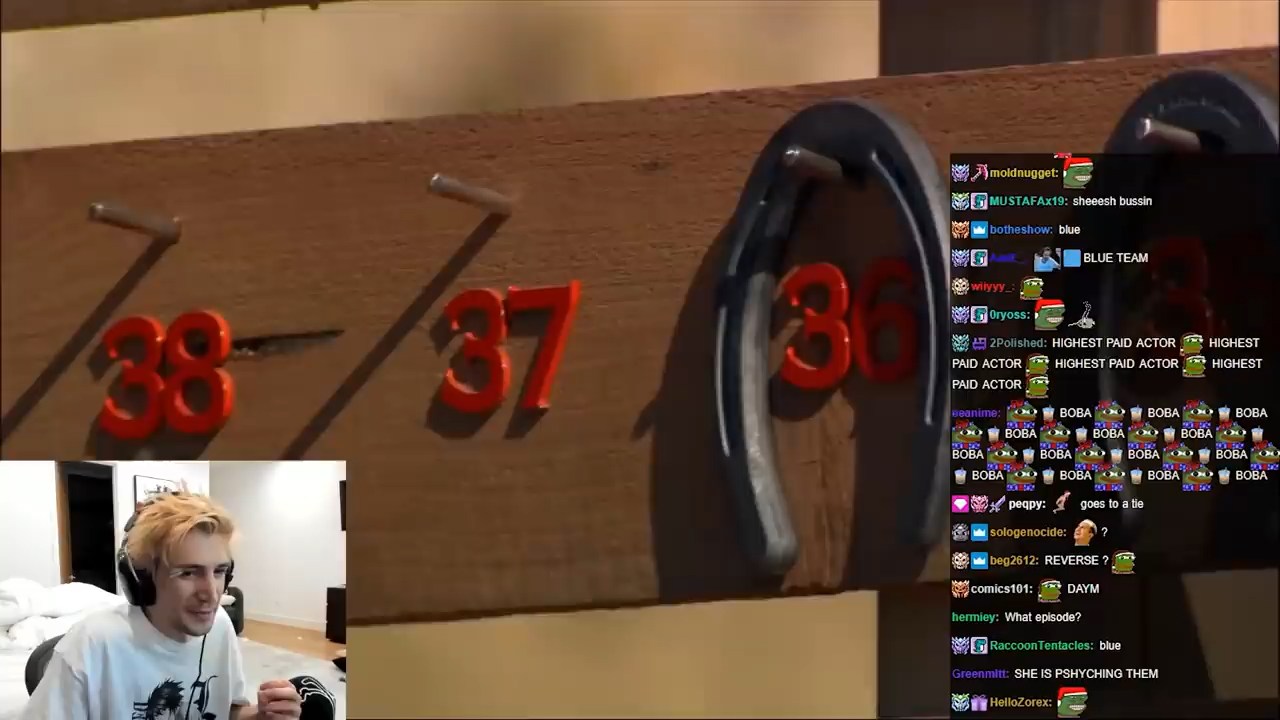 38
37
36
3
moldnugget:
MUSTAFAx19: sheeesh bussin
botheshow: blue
BLUE TEAM
wiiyyy_:
0ryoss:
2Polished: HIGHEST PAID ACTOR HIGHEST
PAID ACTOR HIGHEST PAID ACTOR HIGHEST
PAID ACTOR
eeanime: BOBA BOBA BOBA
BOBA BOBA BOBA
BOBA BOBA BOBA BOBA
BOBA BOBA BOBA BOBA
peqpy: goes to a tie
sologenocide: ?
beg2612: REVERSE ?
comics101: DAYM
hermiey: What episode?
RaccoonTentacles: blue
Greenmitt: SHE IS PSHYCHING THEM
HelloZorex: